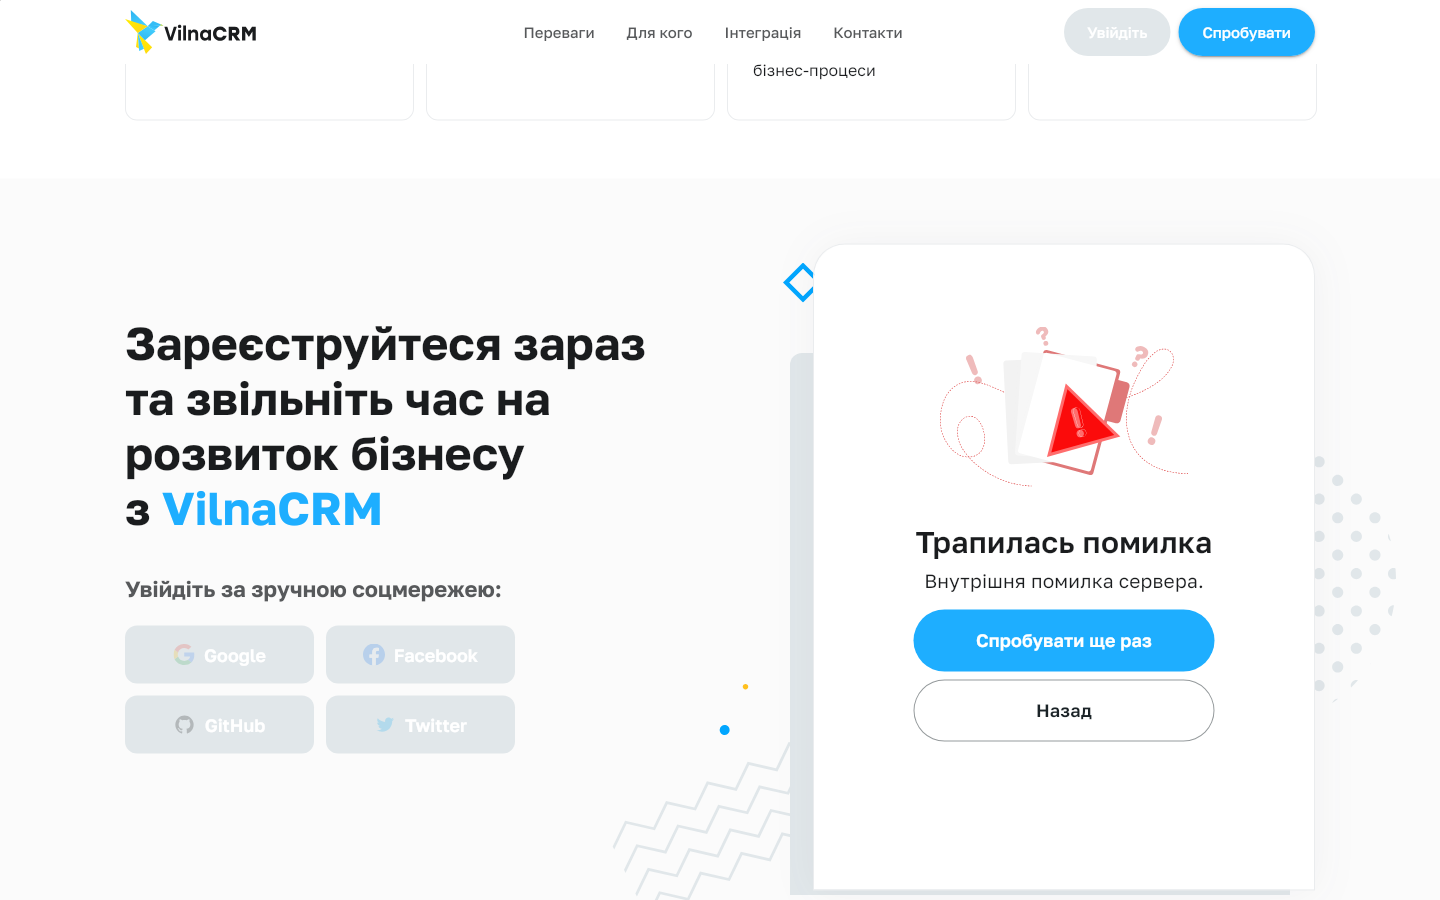 VilnaCRM
Переваги
Для кого
Інтеграція
Контакти
Увійдіть
Спробувати
бізнес-процеси
Зареєструйтеся зараз
та звільніть час на
розвиток бізнесу
з VilnaCRM
Увійдіть за зручною соцмережею:
Google
Facebook
GitHub
Twitter
Трапилась помилка
Внутрішня помилка сервера.
Спробувати ще раз
Назад